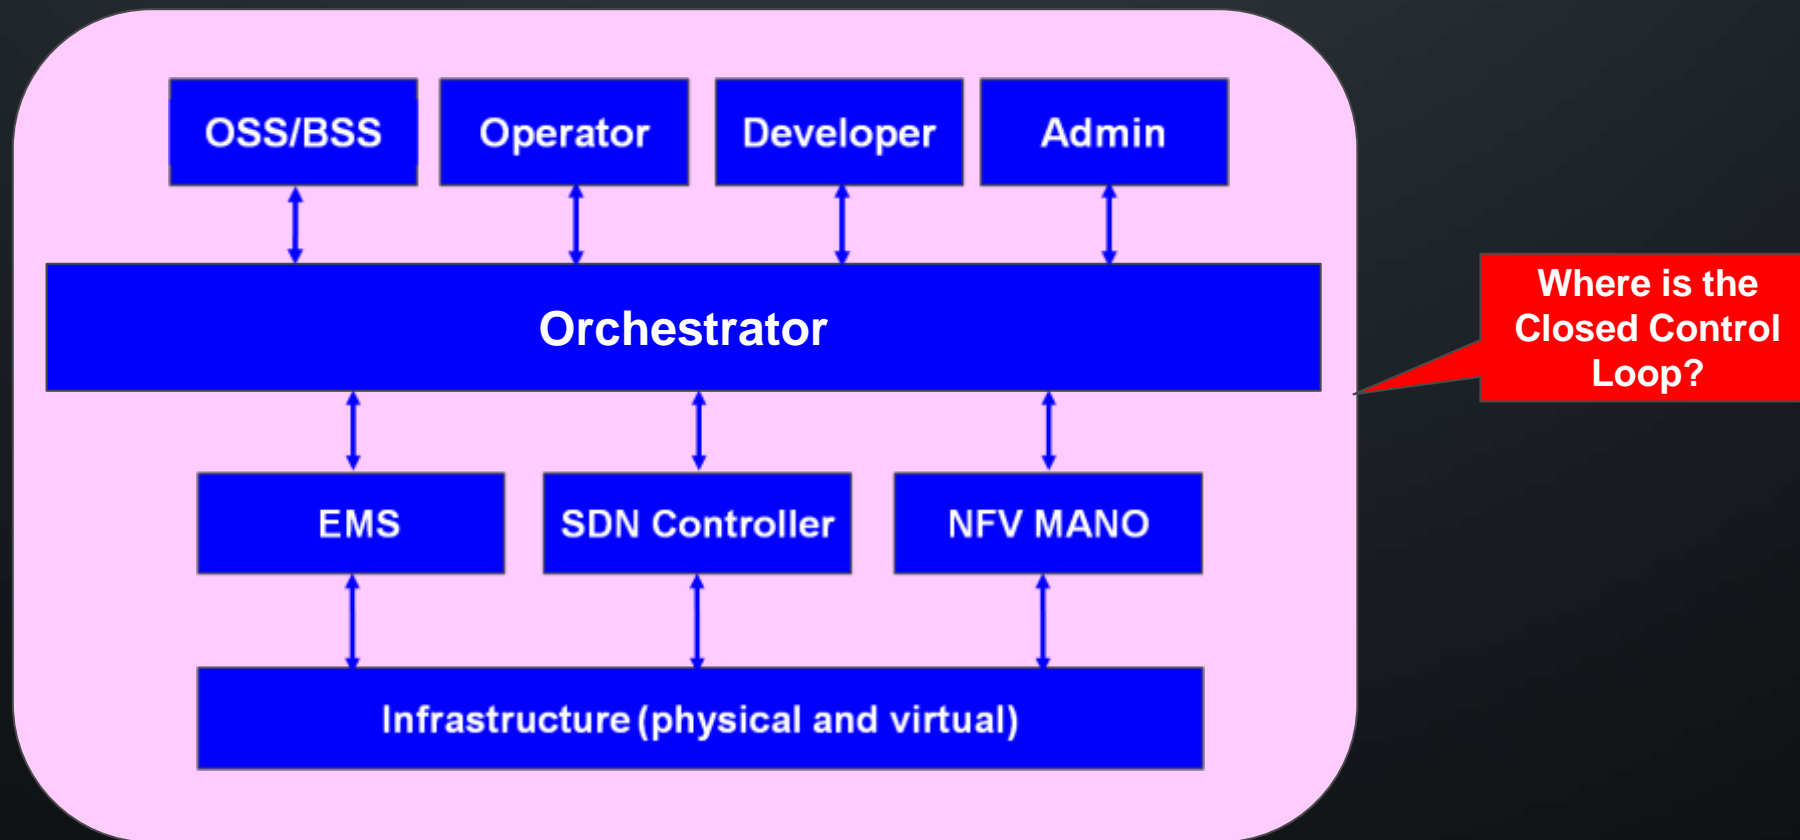 OSS/BSS
Operator
Developer
Admin
Orchestrator
Where is the
Closed Control
Loop?
EMS
SDN Controller
NFV MANO
Infrastructure (physical and virtual)